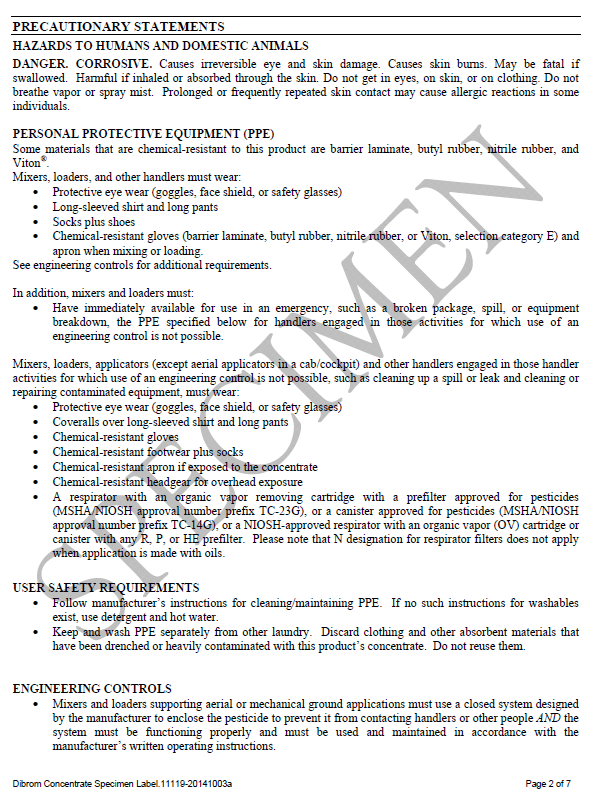 PRECAUTIONARY STATEMENTS
HAZARDS TO HUMANS AND DOMESTIC ANIMALS
DANGER. CORROSIVE. Causes irreversible eye and skin damage. Causes skin burns. May be fatal if
swallowed. Harmful if inhaled or absorbed through the skin. Do not get in eyes, on skin, or on clothing. Do not
breathe vapor or spray mist. Prolonged or frequently repeated skin contact may cause allergic reactions in some
individuals.
PERSONAL PROTECTIVE EQUIPMENT (PPE)
Some materials that are chemical-resistant to this product are barrier laminate, butyl rubber, nitrile rubber, and
Viton®.
Mixers, loaders, and other handlers must wear:
• Protective eye wear (goggles, face shield, or safety glasses)
• Long-sleeved shirt and long pants
• Socks plus shoes
• Chemical-resistant gloves (barrier laminate, butyl rubber, nitrile rubber, or Viton, selection category E) and
apron when mixing or loading.
See engineering controls for additional requirements.
In addition, mixers and loaders must:
• Have immediately available for use in an emergency, such as a broken package, spill, or equipment
breakdown, the PPE specified below for handlers engaged in those activities for which use of an
engineering control is not possible.
Mixers, loaders, applicators (except aerial applicators in a cab/cockpit) and other handlers engaged in those handler
activities for which use of an engineering control is not possible, such as cleaning up a spill or leak and cleaning or
repairing contaminated equipment, must wear:
• Protective eye wear (goggles, face shield, or safety glasses)
• Coveralls over long-sleeved shirt and long pants
• Chemical-resistant gloves
• Chemical-resistant footwear plus socks
• Chemical-resistant apron if exposed to the concentrate
• Chemical-resistant headgear for overhead exposure
• A respirator with an organic vapor removing cartridge with a prefilter approved for pesticides
(MSHA/NIOSH approval number prefix TC-23G), or a canister approved for pesticides (MSHA/NIOSH
approval number prefix TC-14G), or a NIOSH-approved respirator with an organic vapor (OV) cartridge or
canister with any R, P, or HE prefilter. Please note that N designation for respirator filters does not apply
when application is made with oils.
USER SAFETY REQUIREMENTS
• Follow manufacturer's instructions for cleaning/maintaining PPE. If no such instructions for washables
exist, use detergent and hot water.
• Keep and wash PPE separately from other laundry. Discard clothing and other absorbent materials that
have been drenched or heavily contaminated with this product's concentrate. Do not reuse them.
ENGINEERING CONTROLS
• Mixers and loaders supporting aerial or mechanical ground applications must use a closed system designed
by the manufacturer to enclose the pesticide to prevent it from contacting handlers or other people AND the
system must be functioning properly and must be used and maintained in accordance with the
manufacturer's written operating instructions.
Dibrom Concentrate Specimen Label.11119-20141003a Page 2 of 7
SPECIMEN